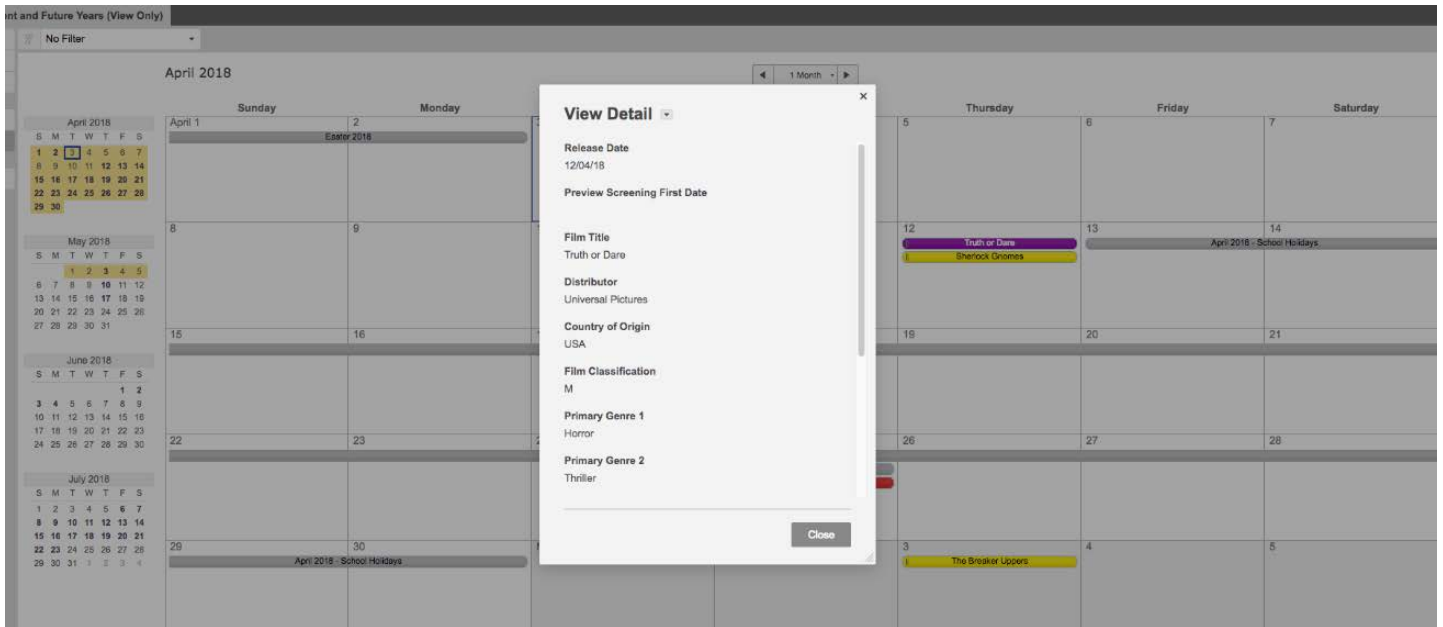 ent and Future Years (View Only)
No Filter
April 2018
1 Month
Sunday Monday Thursday Friday Saturday
April 2018
S M T W T F S
1 2 3 4 5 6 7
8 9 10 11 12 13 14
15 16 17 18 19 20 21
22 23 24 25 26 27 28
29 30
May 2018
S M T W T F S
1 2 3 4 5
6 7 8 9 10 11 12
13 14 15 16 17 18 19
20 21 22 23 24 25 26
27 28 29 30 31
June 2018
S M T W T F S
1 2
3 4 5 6 7 8 9
10 11 12 13 14 15 16
17 18 19 20 21 22 23
24 25 26 27 28 29 30
July 2018
S M T W T F S
1 2 3 4 5 6 7
8 9 10 11 12 13 14
15 16 17 18 19 20 21
22 23 24 25 26 27 28
29 30 31 1 2 3 4
April 1 2 5 6 7
Easter 2018
8 9 12 13 14
Truth or Dare April 2018 - School Holidays
Sherlock Gnomes
15 16 19 20 21
22 23 26 27 28
29 30 3 4 5
April 2018 - School Holidays The Breaker Uppers
×
View Detail
Release Date
12/04/18
Preview Screening First Date
Film Title
Truth or Dare
Distributor
Universal Pictures
Country of Origin
USA
Film Classification
M
Primary Genre 1
Horror
Primary Genre 2
Thriller
Close